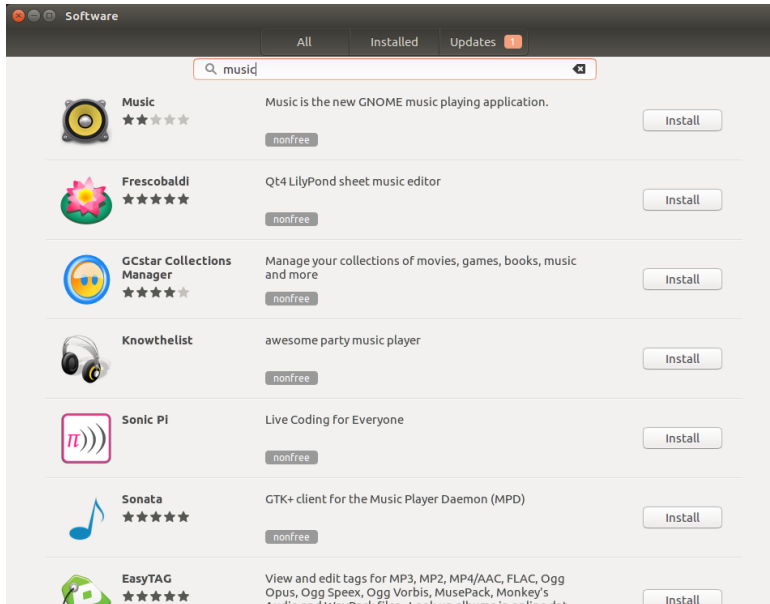 Software
All
Installed
Updates 1
music
Music
Music is the new GNOME music playing application.
nonfree
Install
Frescobaldi
Qt4 LilyPond sheet music editor
nonfree
Install
GCstar Collections
Manager
Manage your collections of movies, games, books, music
and more
nonfree
Install
Knowthelist
awesome party music player
nonfree
Install
π)))
Sonic Pi
Live Coding for Everyone
nonfree
Install
Sonata
GTK+ client for the Music Player Daemon (MPD)
nonfree
Install
EasyTAG
View and edit tags for MP3, MP2, MP4/AAC, FLAC, Ogg
Opus, Ogg Speex, Ogg Vorbis, MusePack, Monkey's
Install